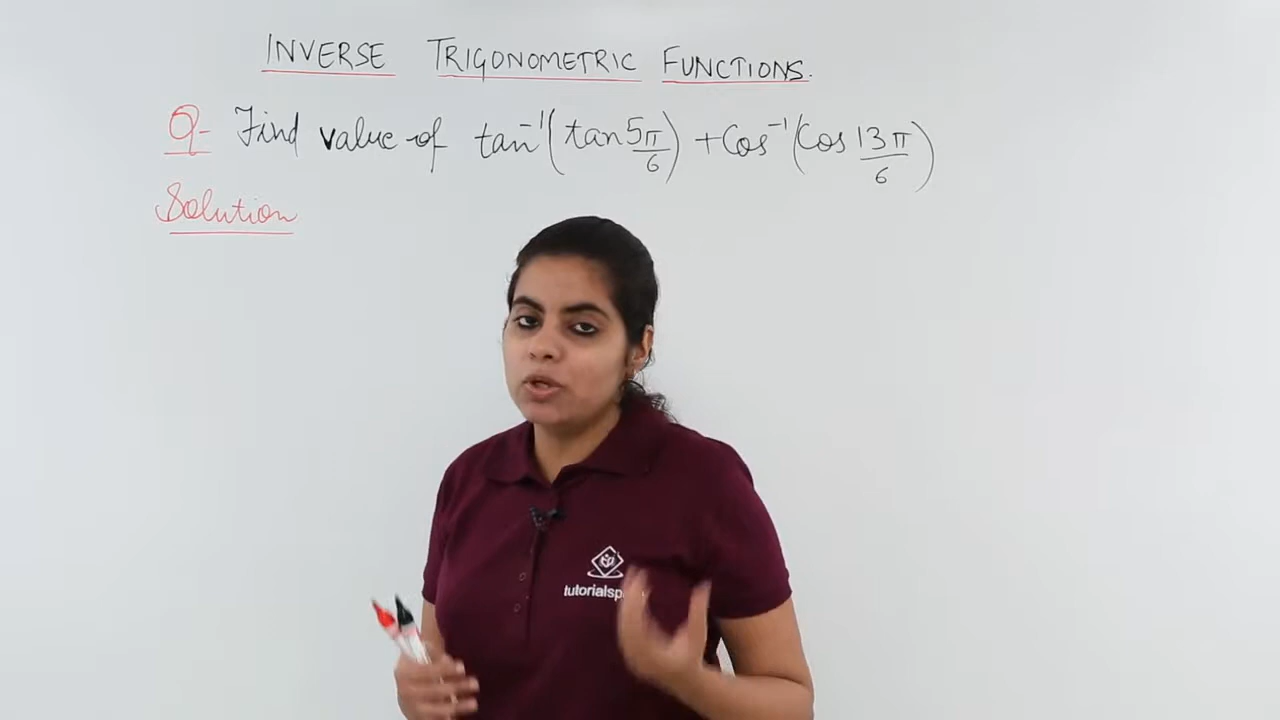 INVERSE TRIGONOMETRIC FUNCTIONS.
Q- Find value of tan⁻¹(tan 5π/6) + Cos⁻¹(Cos 13π/6)
Solution